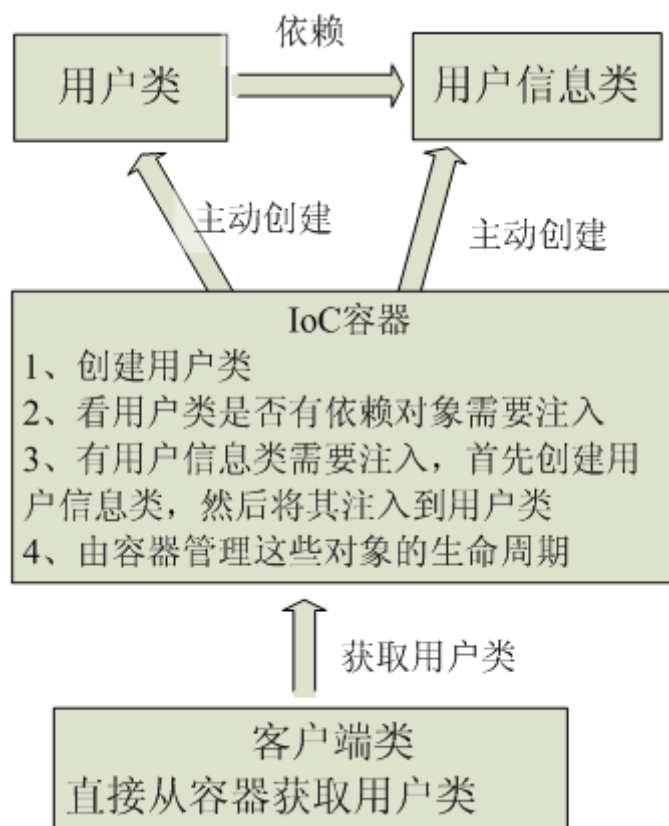 依赖
用户类
用户信息类
主动创建
主动创建
IoC容器
1、创建用户类
2、看用户类是否有依赖对象需要注入
3、有用户信息类需要注入，首先创建用
户信息类，然后将其注入到用户类
4、由容器管理这些对象的生命周期
获取用户类
客户端类
直接从容器获取用户类